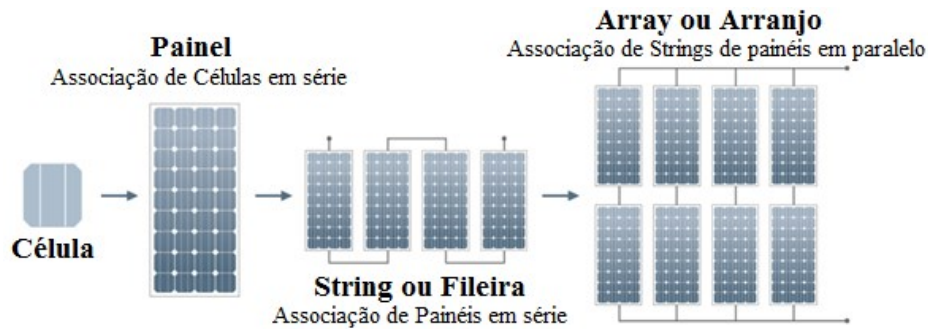 Painel
Associação de Células em série
Array ou Arranjo
Associação de Strings de painéis em paralelo
Célula
String ou Fileira
Associação de Painéis em série